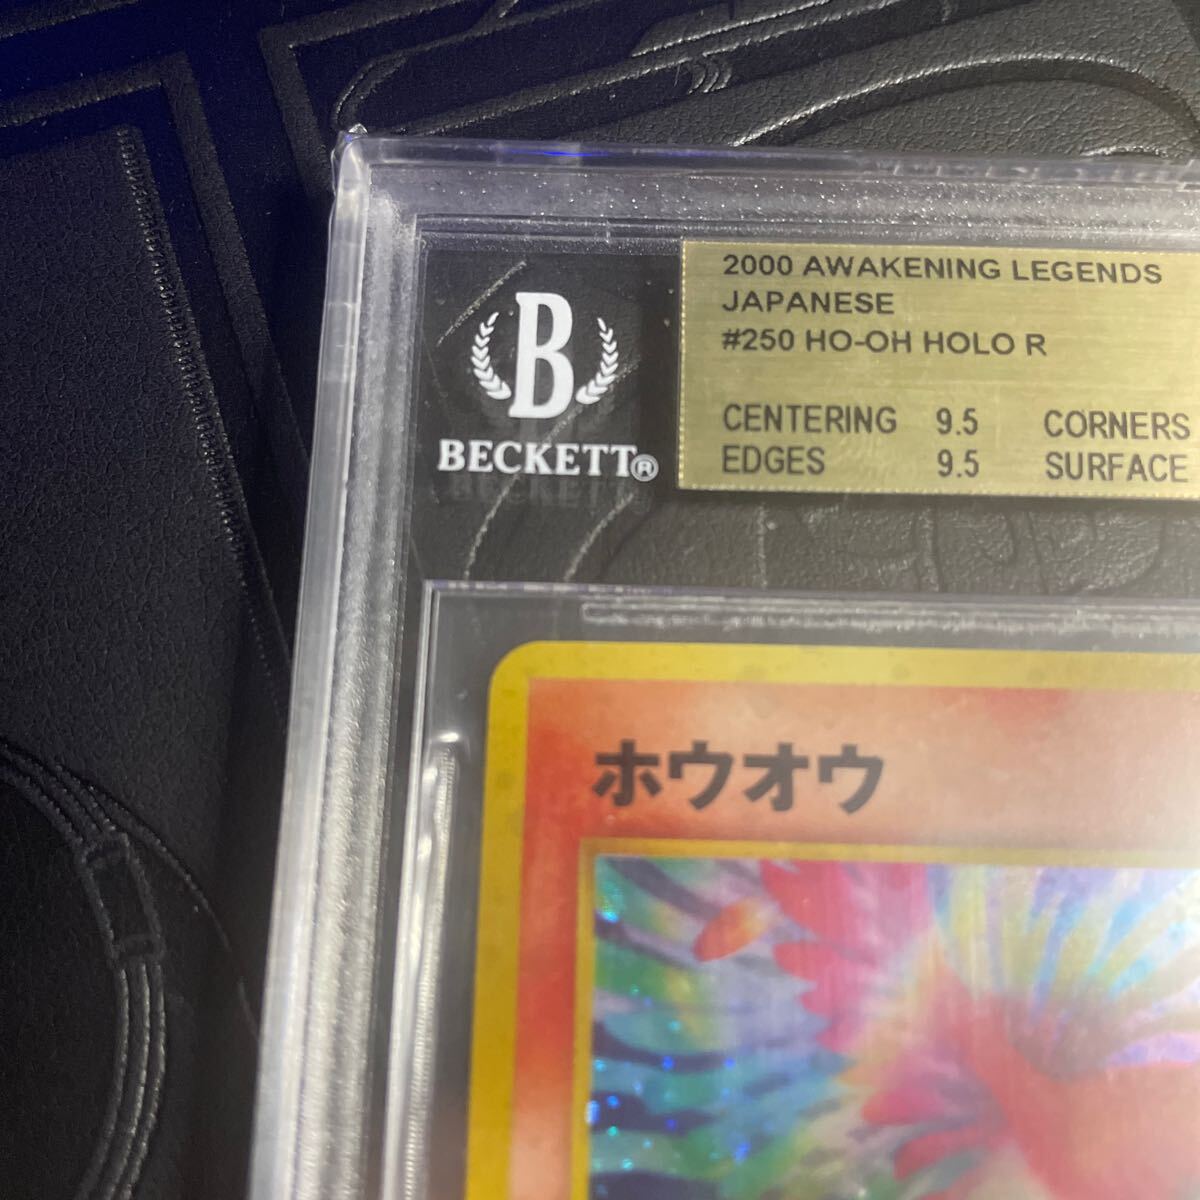 B
BECKETT®
2000 AWAKENING LEGENDS
JAPANESE
#250 HO-OH HOLO R
CENTERING 9.5 CORNERS
EDGES 9.5 SURFACE
ホウオウ